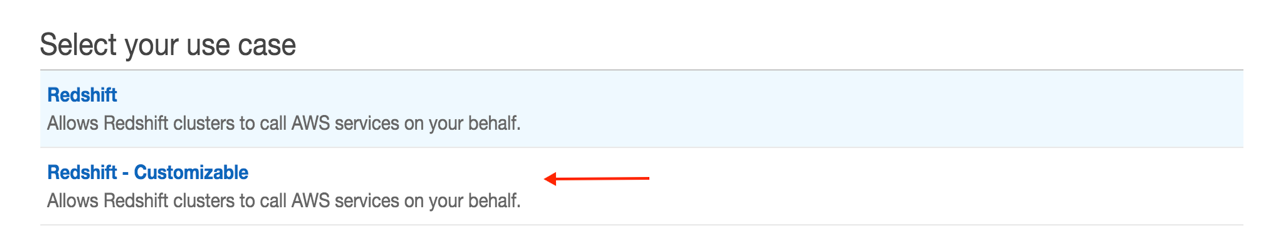 Select your use case
Redshift
Allows Redshift clusters to call AWS services on your behalf.
Redshift - Customizable
Allows Redshift clusters to call AWS services on your behalf.